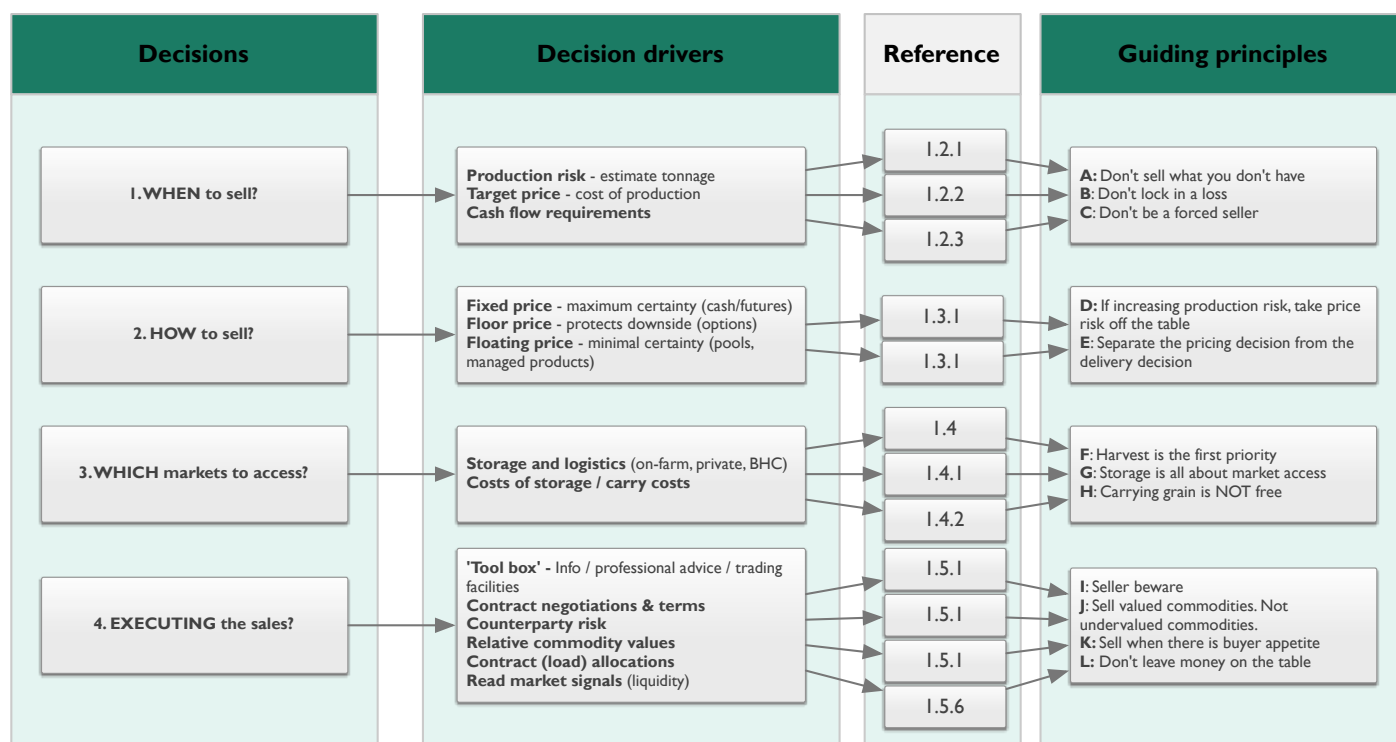 Decisions
Decision drivers
Reference
Guiding principles
1. WHEN to sell?
Production risk - estimate tonnage
Target price - cost of production
Cash flow requirements
1.2.1
1.2.2
1.2.3
A: Don't sell what you don't have
B: Don't lock in a loss
C: Don't be a forced seller
2. HOW to sell?
Fixed price - maximum certainty (cash/futures)
Floor price - protects downside (options)
Floating price - minimal certainty (pools,
managed products)
1.3.1
1.3.1
D: If increasing production risk, take price
risk off the table
E: Separate the pricing decision from the
delivery decision
3. WHICH markets to access?
Storage and logistics (on-farm, private, BHC)
Costs of storage / carry costs
1.4
1.4.1
1.4.2
F: Harvest is the first priority
G: Storage is all about market access
H: Carrying grain is NOT free
4. EXECUTING the sales?
'Tool box' - Info / professional advice / trading
facilities
Contract negotiations & terms
Counterparty risk
Relative commodity values
Contract (load) allocations
Read market signals (liquidity)
1.5.1
1.5.1
1.5.1
1.5.6
I: Seller beware
J: Sell valued commodities. Not
undervalued commodities.
K: Sell when there is buyer appetite
L: Don't leave money on the table